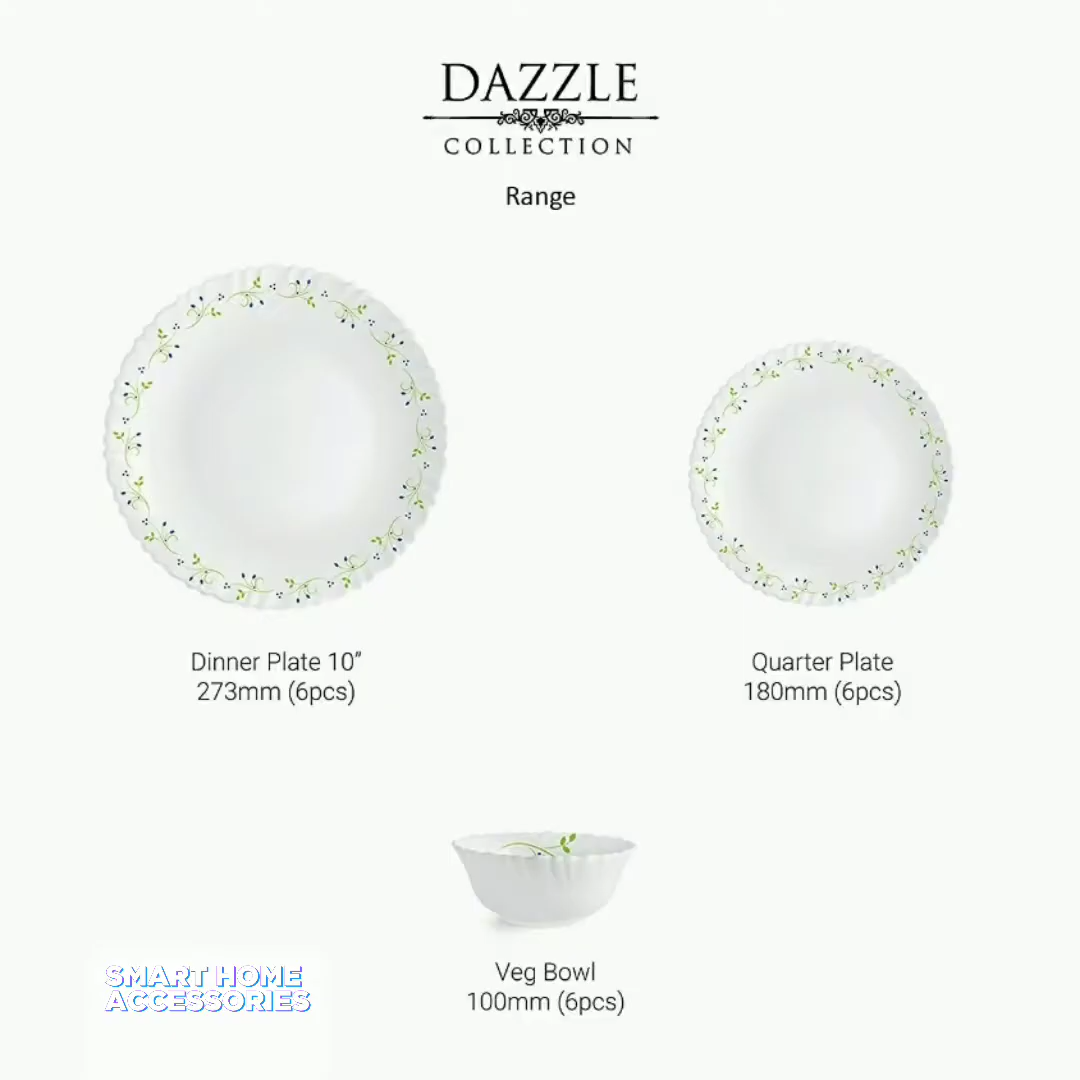 DAZZLE
COLLECTION
Range
Dinner Plate 10”
273mm (6pcs)
Quarter Plate
180mm (6pcs)
Veg Bowl
100mm (6pcs)
SMART HOME
ACCESSORIES